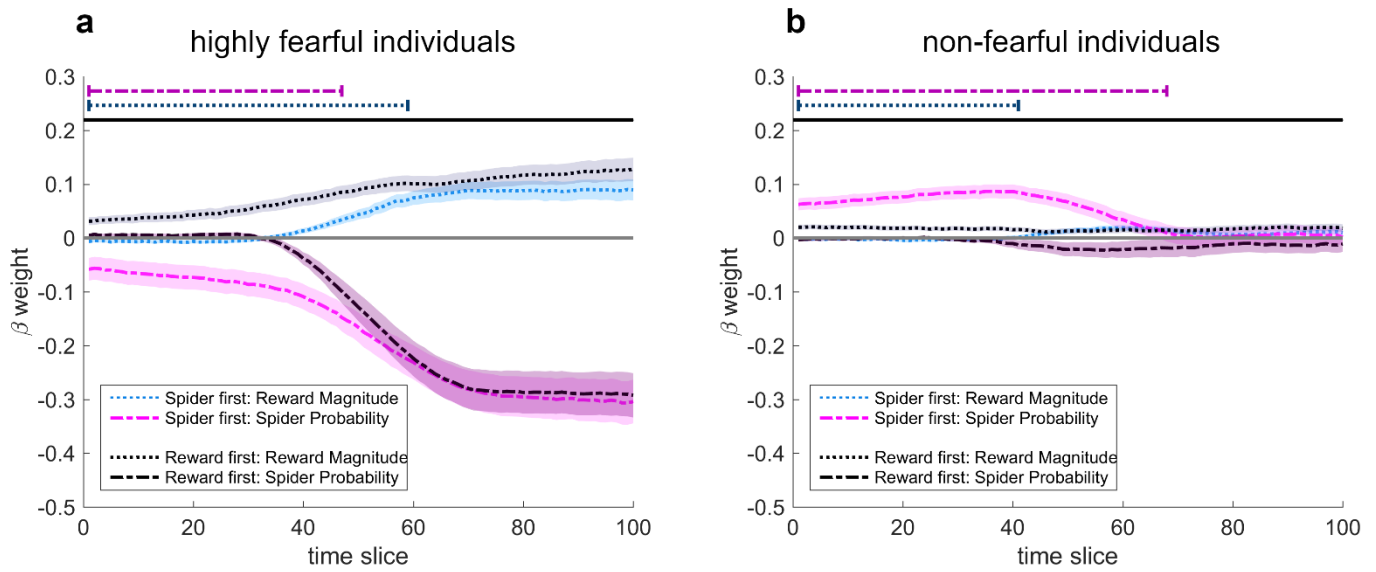 a
highly fearful individuals
0.3
0.2
0.1
0
-0.1
-0.2
-0.3
-0.4
-0.5
β weight
Spider first: Reward Magnitude
Spider first: Spider Probability
Reward first: Reward Magnitude
Reward first: Spider Probability
0 20 40 60 80 100
time slice
b
non-fearful individuals
0.3
0.2
0.1
0
-0.1
-0.2
-0.3
-0.4
-0.5
β weight
Spider first: Reward Magnitude
Spider first: Spider Probability
Reward first: Reward Magnitude
Reward first: Spider Probability
0 20 40 60 80 100
time slice